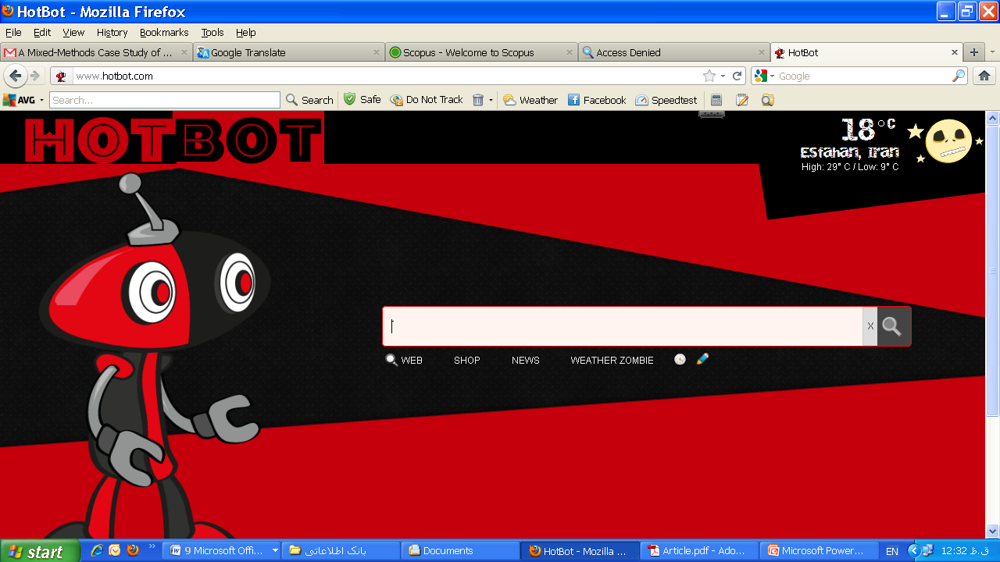 HotBot - Mozilla Firefox
File Edit View History Bookmarks Tools Help
A Mixed-Methods Case Study of ... Google Translate Scopus - Welcome to Scopus Access Denied HotBot
www.hotbot.com Google
AVG Search... Search Safe Do Not Track Weather Facebook Speedtest
HOTBOT
18°C
Esfahan, Iran
High: 29° C / Low: 9° C
X
WEB SHOP NEWS WEATHER ZOMBIE
start 9 Microsoft Offi... بانک اطلاعاتی Documents HotBot - Mozilla ... Article.pdf - Ado... Microsoft Power... EN 12:32 ق.ظ